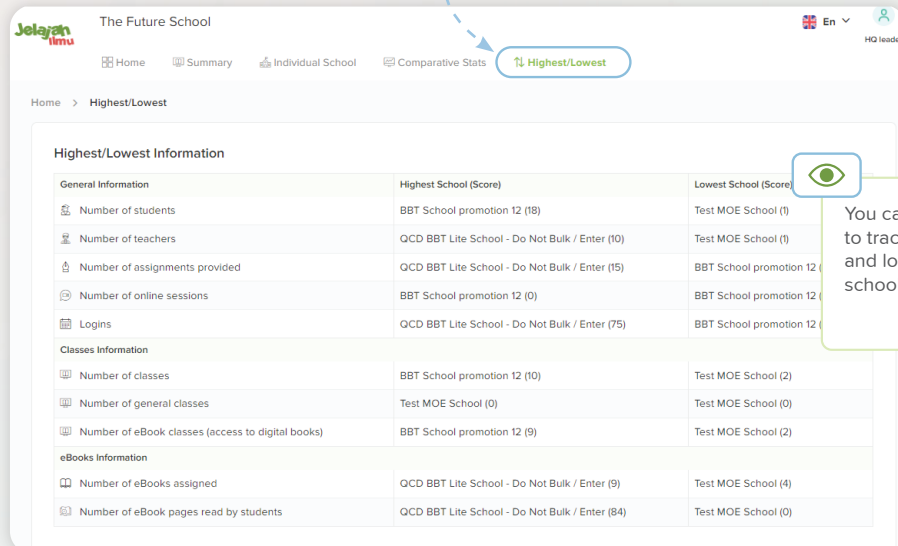 Jelajah
Ilmu
The Future School
En
HQ leade
Home Summary Individual School Comparative Stats Highest/Lowest
Home > Highest/Lowest
Highest/Lowest Information
General Information Highest School (Score) Lowest School (Score)
Number of students BBT School promotion 12 (18) Test MOE School (1)
Number of teachers QCD BBT Lite School - Do Not Bulk / Enter (10) Test MOE School (1)
Number of assignments provided QCD BBT Lite School - Do Not Bulk / Enter (15) BBT School promotion 12 (
Number of online sessions BBT School promotion 12 (0) BBT School promotion 12 (
Logins QCD BBT Lite School - Do Not Bulk / Enter (75) BBT School promotion 12 (
Classes Information
Number of classes BBT School promotion 12 (10) Test MOE School (2)
Number of general classes Test MOE School (0) Test MOE School (0)
Number of eBook classes (access to digital books) BBT School promotion 12 (9) Test MOE School (2)
eBooks Information
Number of eBooks assigned QCD BBT Lite School - Do Not Bulk / Enter (9) Test MOE School (4)
Number of eBook pages read by students QCD BBT Lite School - Do Not Bulk / Enter (84) Test MOE School (0)
You ca
to trac
and lo
school